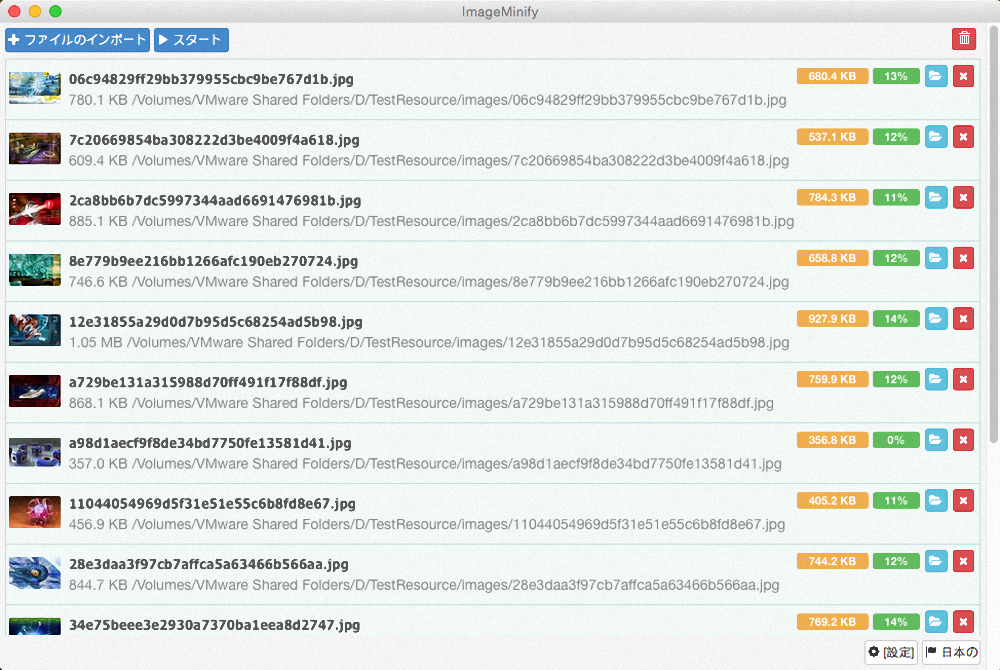 ImageMinify
ファイルのインポート スタート
06c94829ff29bb379955cbc9be767d1b.jpg 680.4 KB 13%
780.1 KB /Volumes/VMware Shared Folders/D/TestResource/images/06c94829ff29bb379955cbc9be767d1b.jpg
7c20669854ba308222d3be4009f4a618.jpg 537.1 KB 12%
609.4 KB /Volumes/VMware Shared Folders/D/TestResource/images/7c20669854ba308222d3be4009f4a618.jpg
2ca8bb6b7dc5997344aad6691476981b.jpg 784.3 KB 11%
885.1 KB /Volumes/VMware Shared Folders/D/TestResource/images/2ca8bb6b7dc5997344aad6691476981b.jpg
8e779b9ee216bb1266afc190eb270724.jpg 658.8 KB 12%
746.6 KB /Volumes/VMware Shared Folders/D/TestResource/images/8e779b9ee216bb1266afc190eb270724.jpg
12e31855a29d0d7b95d5c68254ad5b98.jpg 927.9 KB 14%
1.05 MB /Volumes/VMware Shared Folders/D/TestResource/images/12e31855a29d0d7b95d5c68254ad5b98.jpg
a729be131a315988d70ff491f17f88df.jpg 759.9 KB 12%
868.1 KB /Volumes/VMware Shared Folders/D/TestResource/images/a729be131a315988d70ff491f17f88df.jpg
a98d1aecf9f8de34bd7750fe13581d41.jpg 356.8 KB 0%
357.0 KB /Volumes/VMware Shared Folders/D/TestResource/images/a98d1aecf9f8de34bd7750fe13581d41.jpg
11044054969d5f31e51e55c6b8fd8e67.jpg 405.2 KB 11%
456.9 KB /Volumes/VMware Shared Folders/D/TestResource/images/11044054969d5f31e51e55c6b8fd8e67.jpg
28e3daa3f97cb7affca5a63466b566aa.jpg 744.2 KB 12%
844.7 KB /Volumes/VMware Shared Folders/D/TestResource/images/28e3daa3f97cb7affca5a63466b566aa.jpg
34e75beee3e2930a7370ba1eea8d2747.jpg 769.2 KB 14%
[設定] 日本の